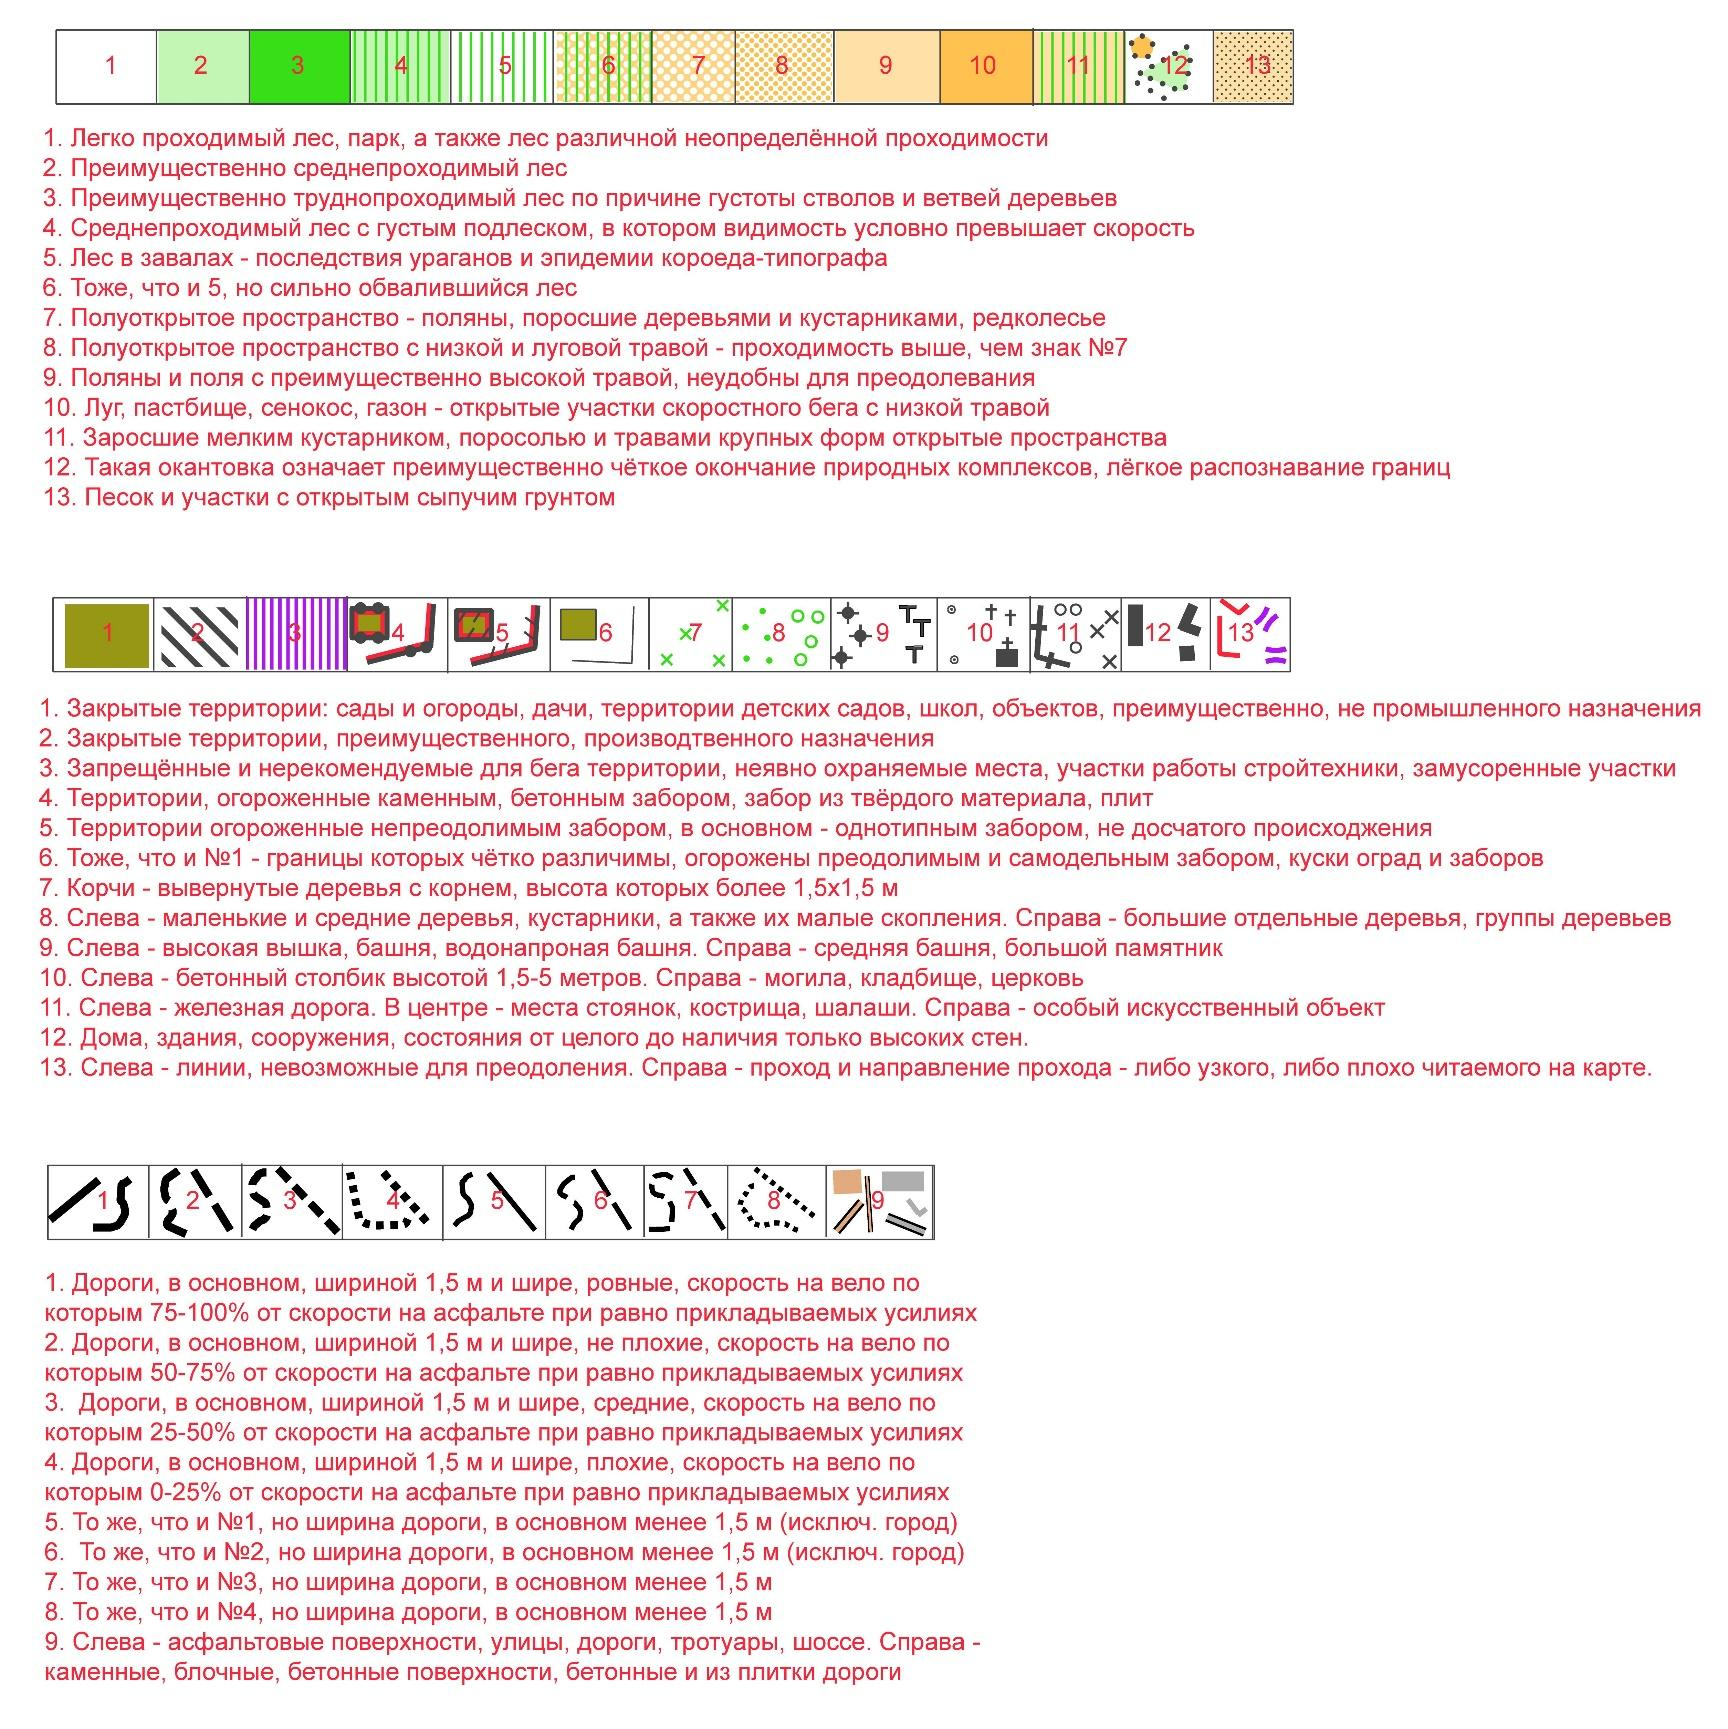 1 2 3 4 5 6 7 8 9 10 11 12 13
1. Легко проходимый лес, парк, а также лес различной неопределённой проходимости
2. Преимущественно среднепроходимый лес
3. Преимущественно труднопроходимый лес по причине густоты стволов и ветвей деревьев
4. Среднепроходимый лес с густым подлеском, в котором видимость условно превышает скорость
5. Лес в завалах - последствия ураганов и эпидемии короеда-типографа
6. Тоже, что и 5, но сильно обвалившийся лес
7. Полуоткрытое пространство - поляны, поросшие деревьями и кустарниками, редколесье
8. Полуоткрытое пространство с низкой и луговой травой - проходимость выше, чем знак №7
9. Поляны и поля с преимущественно высокой травой, неудобны для преодолевания
10. Луг, пастбище, сенокос, газон - открытые участки скоростного бега с низкой травой
11. Заросшие мелким кустарником, поросолью и травами крупных форм открытые пространства
12. Такая окантовка означает преимущественно чёткое окончание природных комплексов, лёгкое распознавание границ
13. Песок и участки с открытым сыпучим грунтом
1 2 3 4 5 6 7 8 9 10 11 12 13
1. Закрытые территории: сады и огороды, дачи, территории детских садов, школ, объектов, преимущественно, не промышленного назначения
2. Закрытые территории, преимущественного, производтвенного назначения
3. Запрещённые и нерекомендуемые для бега территории, неявно охраняемые места, участки работы стройтехники, замусоренные участки
4. Территории, огороженные каменным, бетонным забором, забор из твёрдого материала, плит
5. Территории огороженные непреодолимым забором, в основном - однотипным забором, не досчатого происходжения
6. Тоже, что и №1 - границы которых чётко различимы, огорожены преодолимым и самодельным забором, куски оград и заборов
7. Корчи - вывернутые деревья с корнем, высота которых более 1,5х1,5 м
8. Слева - маленькие и средние деревья, кустарники, а также их малые скопления. Справа - большие отдельные деревья, группы деревьев
9. Слева - высокая вышка, башня, водонапроная башня. Справа - средняя башня, большой памятник
10. Слева - бетонный столбик высотой 1,5-5 метров. Справа - могила, кладбище, церковь
11. Слева - железная дорога. В центре - места стоянок, кострища, шалаши. Справа - особый искусственный объект
12. Дома, здания, сооружения, состояния от целого до наличия только высоких стен.
13. Слева - линии, невозможные для преодоления. Справа - проход и направление прохода - либо узкого, либо плохо читаемого на карте.
1 2 3 4 5 6 7 8 9
1. Дороги, в основном, шириной 1,5 м и шире, ровные, скорость на вело по
которым 75-100% от скорости на асфальте при равно прикладываемых усилиях
2. Дороги, в основном, шириной 1,5 м и шире, не плохие, скорость на вело по
которым 50-75% от скорости на асфальте при равно прикладываемых усилиях
3. Дороги, в основном, шириной 1,5 м и шире, средние, скорость на вело по
которым 25-50% от скорости на асфальте при равно прикладываемых усилиях
4. Дороги, в основном, шириной 1,5 м и шире, плохие, скорость на вело по
которым 0-25% от скорости на асфальте при равно прикладываемых усилиях
5. То же, что и №1, но ширина дороги, в основном менее 1,5 м (исключ. город)
6. То же, что и №2, но ширина дороги, в основном менее 1,5 м (исключ. город)
7. То же, что и №3, но ширина дороги, в основном менее 1,5 м
8. То же, что и №4, но ширина дороги, в основном менее 1,5 м
9. Слева - асфальтовые поверхности, улицы, дороги, тротуары, шоссе. Справа -
каменные, блочные, бетонные поверхности, бетонные и из плитки дороги